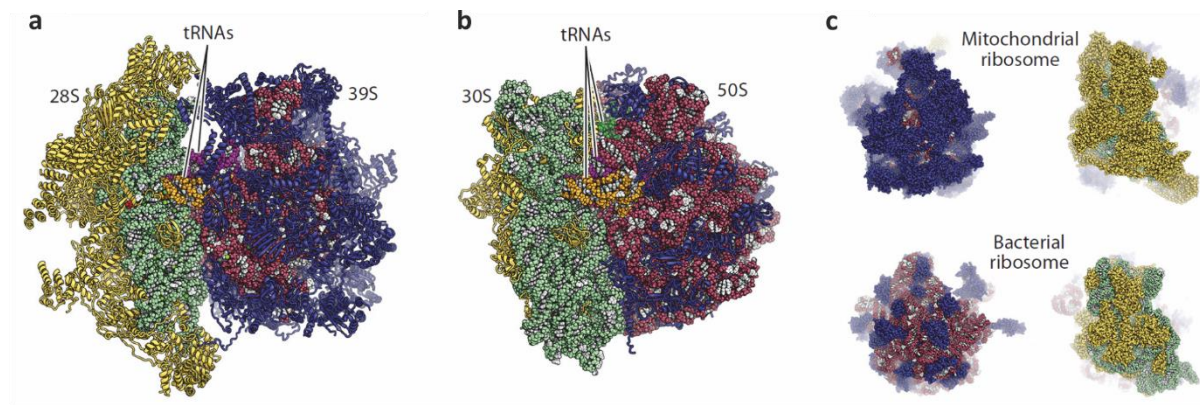 a
tRNAs
28S
39S
b
tRNAs
30S
50S
c
Mitochondrial
ribosome
Bacterial
ribosome